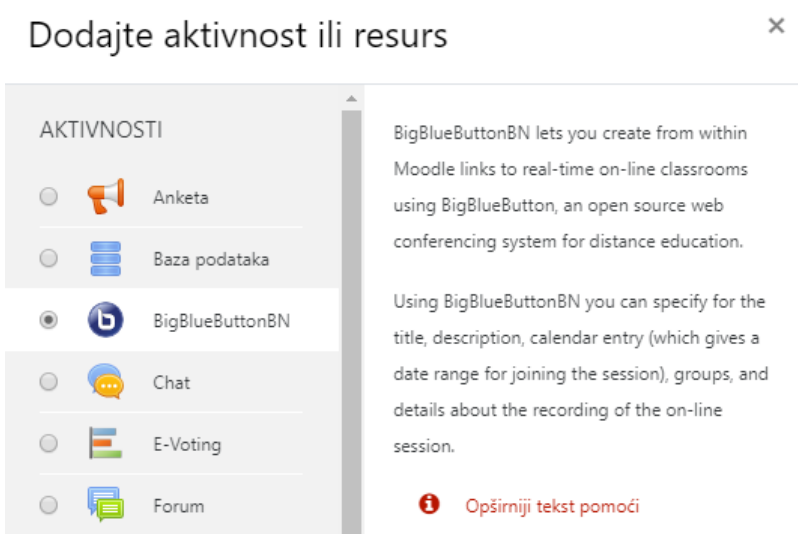 Dodajte aktivnost ili resurs
×
AKTIVNOSTI
Anketa
Baza podataka
BigBlueButtonBN
Chat
E-Voting
Forum
BigBlueButtonBN lets you create from within
Moodle links to real-time on-line classrooms
using BigBlueButton, an open source web
conferencing system for distance education.
Using BigBlueButtonBN you can specify for the
title, description, calendar entry (which gives a
date range for joining the session), groups, and
details about the recording of the on-line
session.
Opširniji tekst pomoći